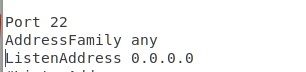 Port 22
AddressFamily any
ListenAddress 0.0.0.0